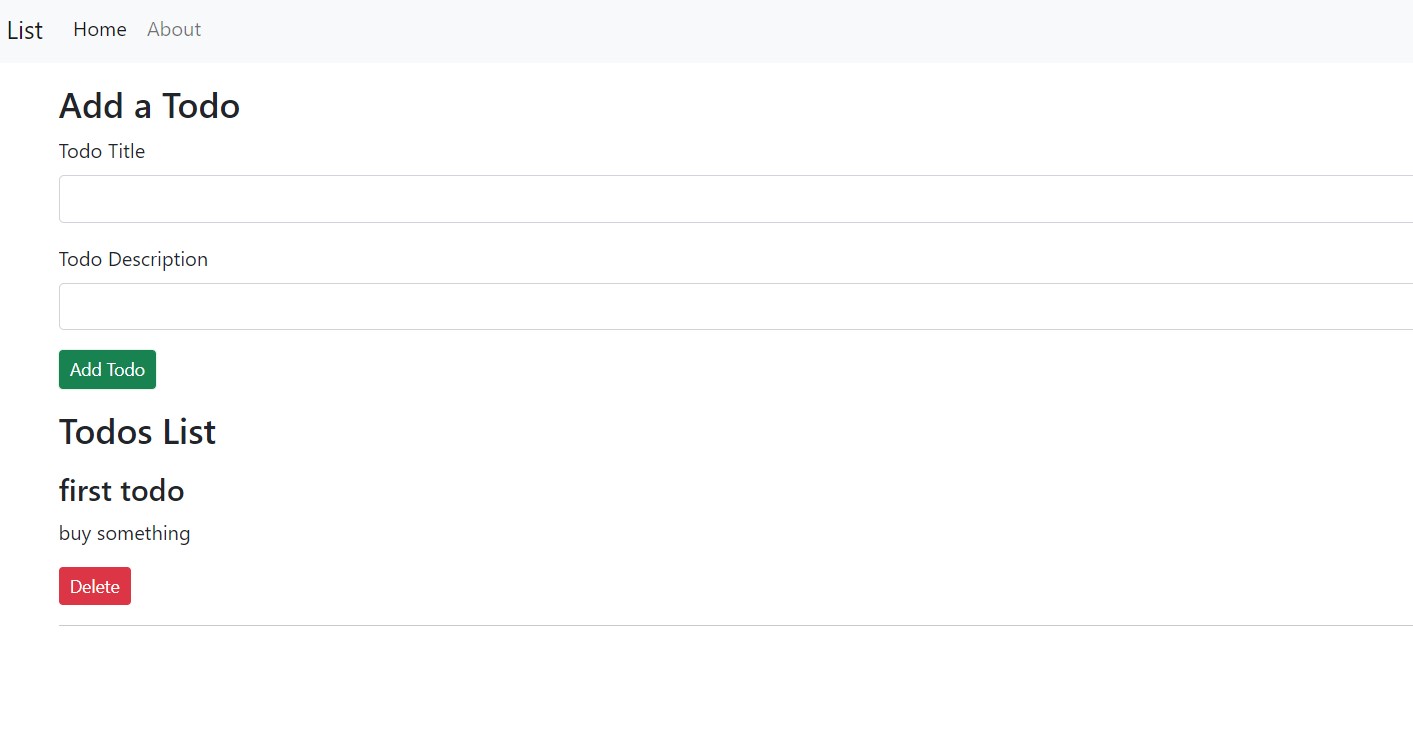 List Home About
Add a Todo
Todo Title
Todo Description
Add Todo
Todos List
first todo
buy something
Delete